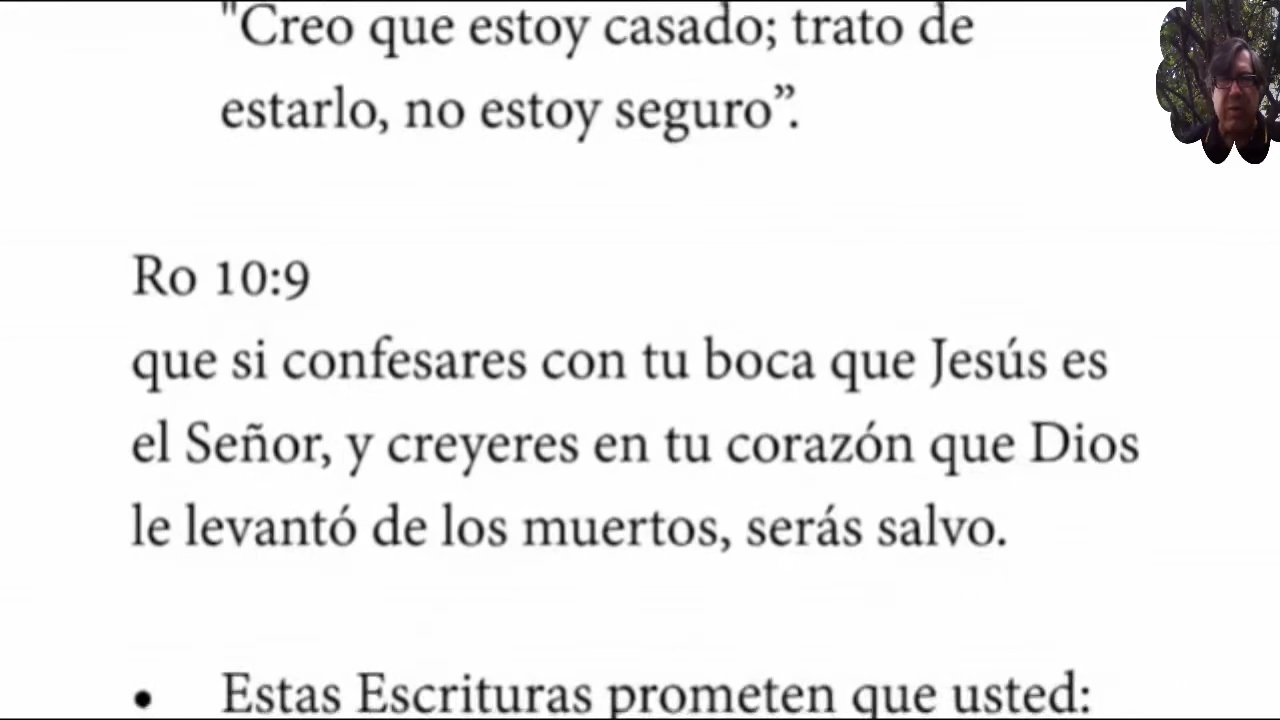 "Creo que estoy casado; trato de
estarlo, no estoy seguro”.
Ro 10:9
que si confesares con tu boca que Jesús es
el Señor, y creyeres en tu corazón que Dios
le levantó de los muertos, serás salvo.
• Estas Escrituras prometen que usted: